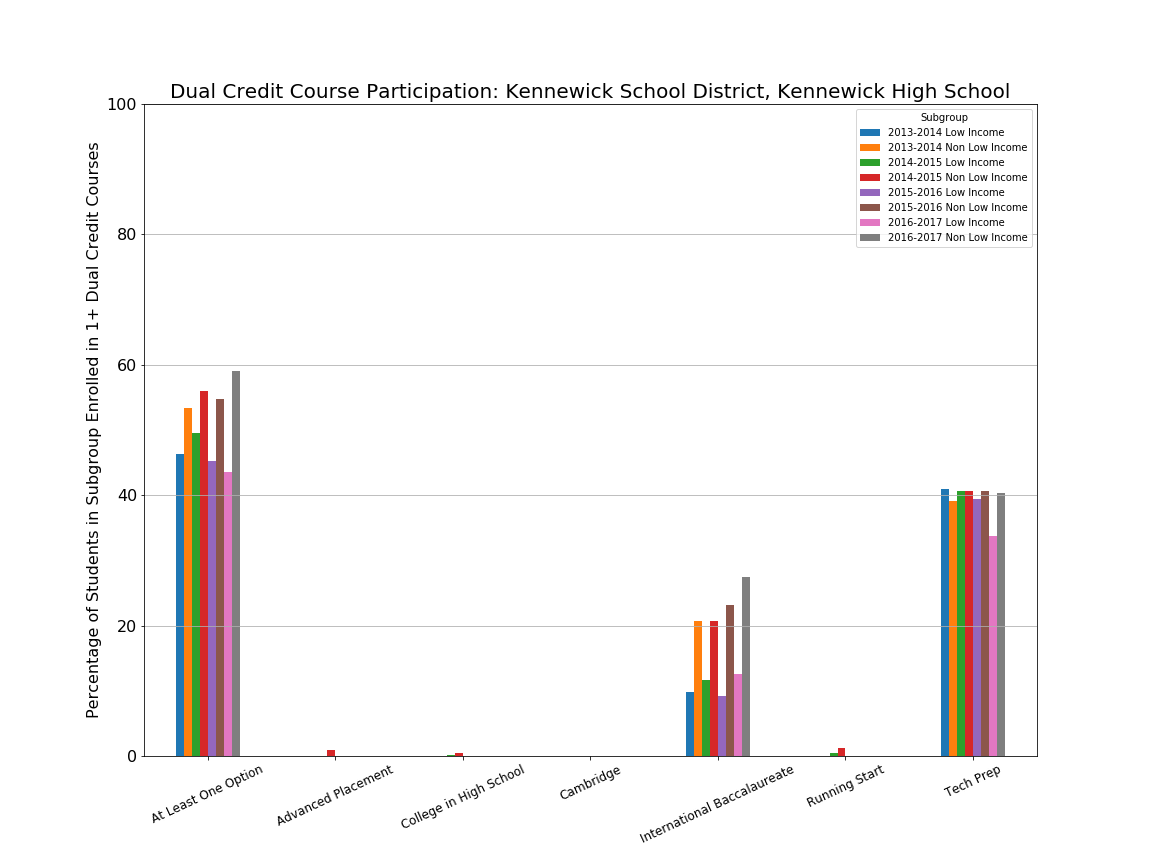 Dual Credit Course Participation: Kennewick School District, Kennewick High School
Percentage of Students in Subgroup Enrolled in 1+ Dual Credit Courses
100
80
60
40
20
0
Subgroup
2013-2014 Low Income
2013-2014 Non Low Income
2014-2015 Low Income
2014-2015 Non Low Income
2015-2016 Low Income
2015-2016 Non Low Income
2016-2017 Low Income
2016-2017 Non Low Income
At Least One Option
Advanced Placement
College in High School
Cambridge
International Baccalaureate
Running Start
Tech Prep